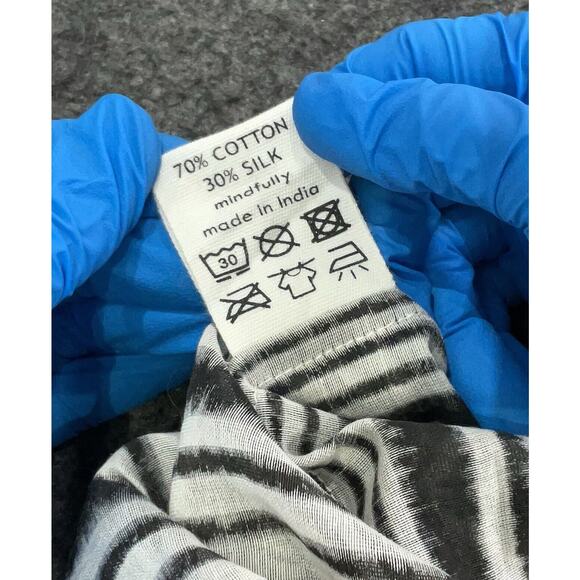 70% COTTON
30% SILK
mindfully
made in India
30